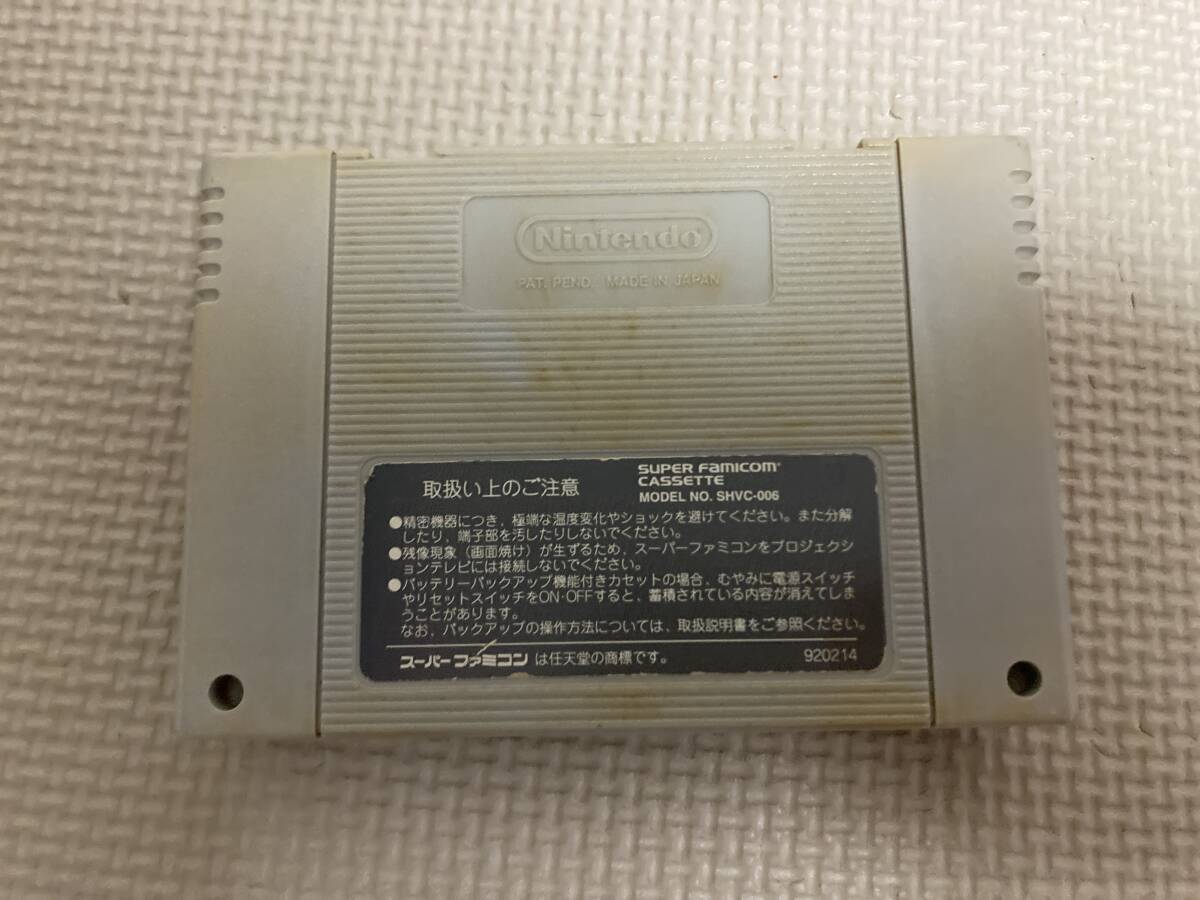 Nintendo®
PAT. PEND. MADE IN JAPAN
取扱い上のご注意
SUPER FAMICOM®
CASSETTE
MODEL NO. SHVC-006
●精密機器につき、極端な温度変化やショックを避けてください。また分解
したり、端子部を汚したりしないでください。
●残像現象（画面焼け）が生ずるため、スーパーファミコンをプロジェクシ
ョンテレビには接続しないでください。
●バッテリーバックアップ機能付きカセットの場合、むやみに電源スイッチ
やリセットスイッチをON·OFFすると、蓄積されている内容が消えてしま
うことがあります。
なお、バックアップの操作方法については、取扱説明書をご参照ください。
スーパーファミコン は任天堂の商標です。
920214